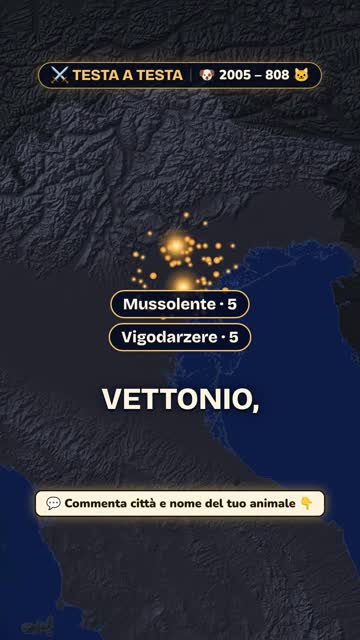 ⚔️ TESTA A TESTA | 🐶 2005 – 808 🐱
Mussolente · 5
Vigodarzere · 5
VETTONIO,
💬 Commenta città e nome del tuo animale 👇